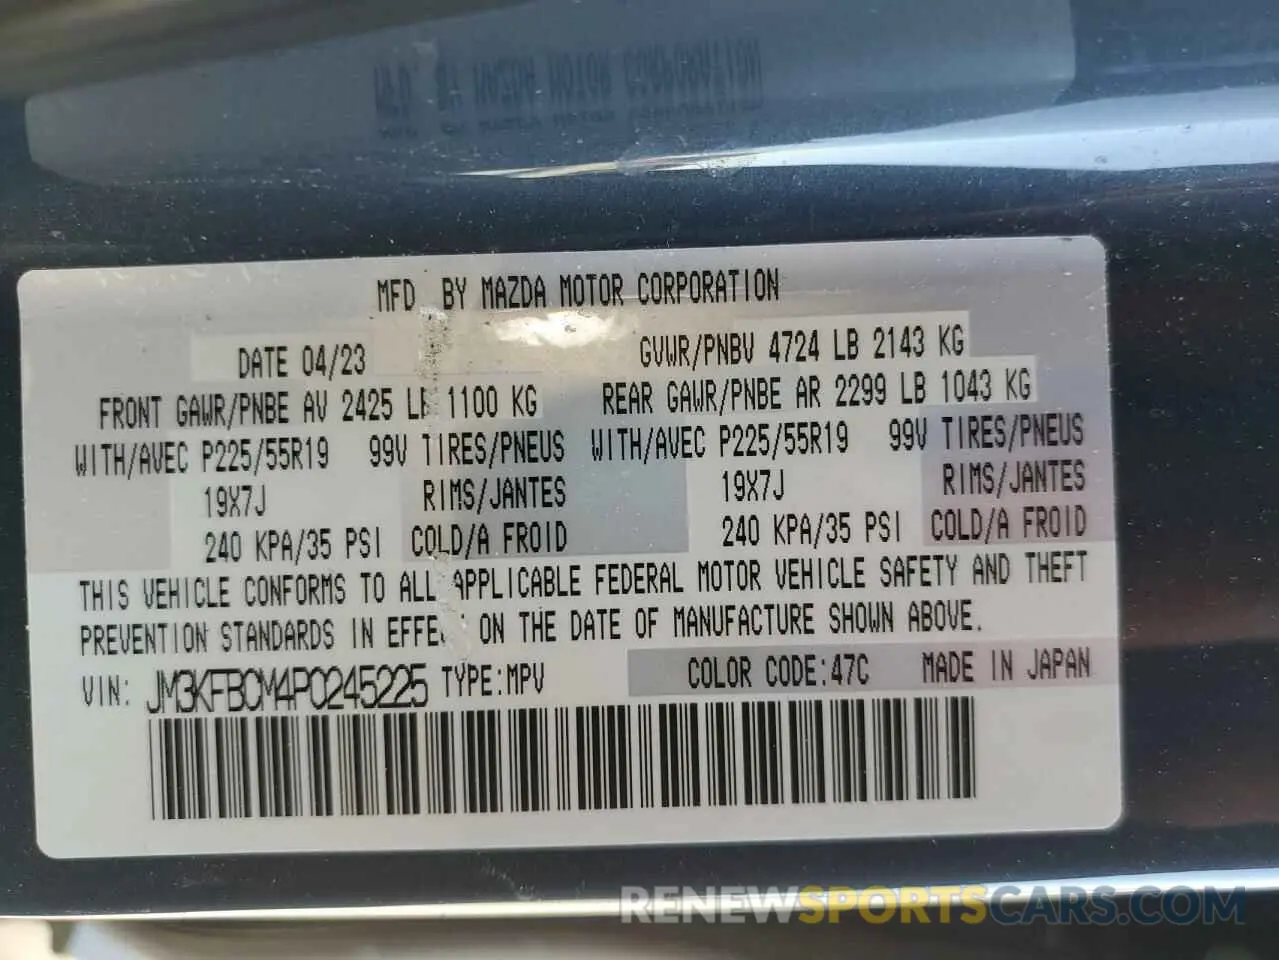 MFD. BY MAZDA MOTOR CORPORATION
DATE 04/23 GVWR/PNBV 4724 LB 2143 KG
FRONT GAWR/PNBE AV 2425 LB 1100 KG REAR GAWR/PNBE AR 2299 LB 1043 KG
WITH/AVEC P225/55R19 99V TIRES/PNEUS WITH/AVEC P225/55R19 99V TIRES/PNEUS
19X7J RIMS/JANTES 19X7J RIMS/JANTES
240 KPA/35 PSI COLD/A FROID 240 KPA/35 PSI COLD/A FROID
THIS VEHICLE CONFORMS TO ALL APPLICABLE FEDERAL MOTOR VEHICLE SAFETY AND THEFT
PREVENTION STANDARDS IN EFFECT ON THE DATE OF MANUFACTURE SHOWN ABOVE.
VIN: JM3KFBCM4P0245225 TYPE:MPV COLOR CODE:47C MADE IN JAPAN
RENEWSPORTSCARS.COM